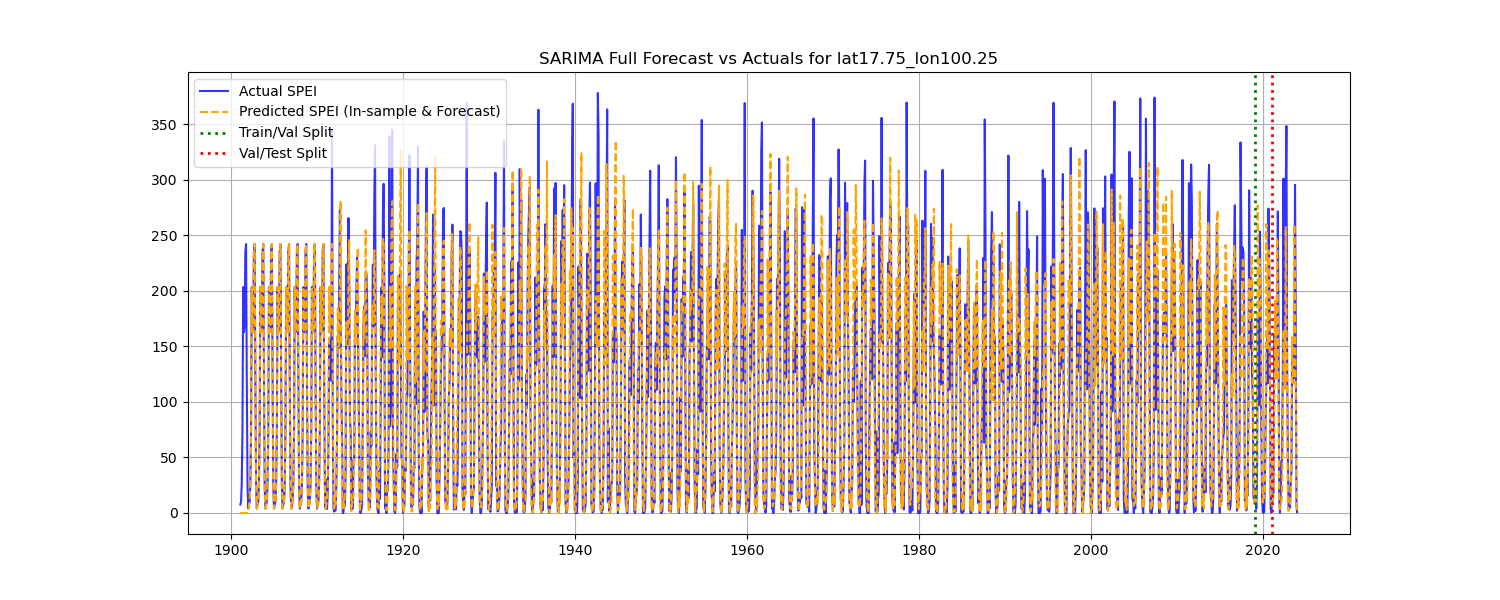 SARIMA Full Forecast vs Actuals for lat17.75_lon100.25
Actual SPEI
Predicted SPEI (In-sample & Forecast)
Train/Val Split
Val/Test Split
350
300
250
200
150
100
50
0
1900 1920 1940 1960 1980 2000 2020